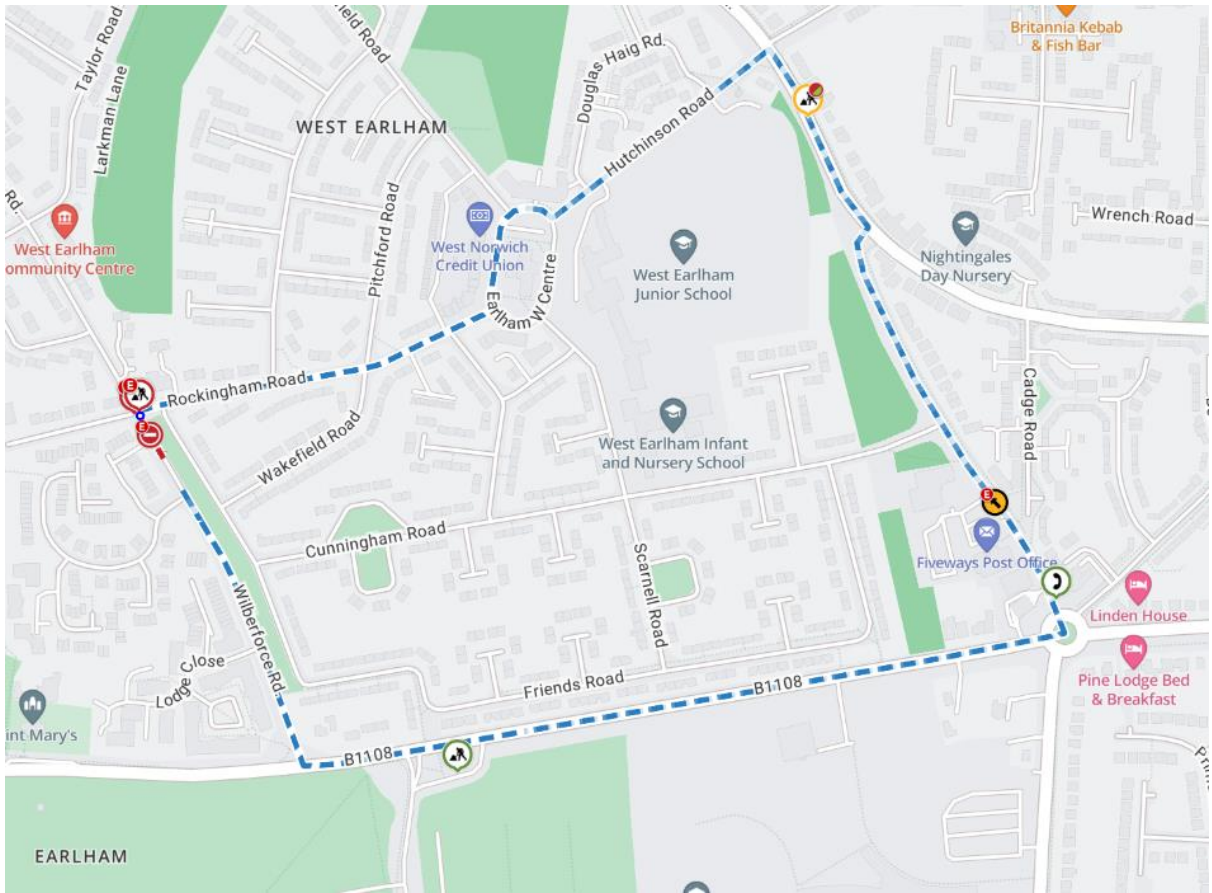 Britannia Kebab
& Fish Bar
Taylor Road
field Road
Larkman Lane
Douglas Haig Rd.
WEST EARLHAM
Hutchinson Road
Rd.
West Earlham
ommunity Centre
Pitchford Road
West Norwich
Credit Union
Earlham W Centre
West Earlham
Junior School
Nightingales
Day Nursery
Wrench Road
Rockingham Road
E
E
Wakefield Road
West Earlham Infant
and Nursery School
Cadge Road
E
Cunningham Road
Scarnell Road
Fiveways Post Office
Linden House
Wilberforce Rd.
Lodge Close
Friends Road
B1108
Pine Lodge Bed
& Breakfast
int Mary's
B1108
EARLHAM